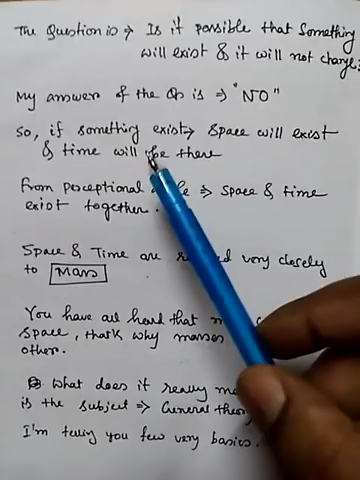 The Question is → Is it possible that Something
will exist & it will not change?
My answer of the Qn is ⇒ "NO"
So, if something exist → Space will exist
& time will be there
From perceptional ⇒ Space & time
exist together.
Space & Time are very closely
to Mass
You have all heard that
Space, that's why masses
other.
What does it really
is the subject ⇒ General theory
I'm telling you few very basics.